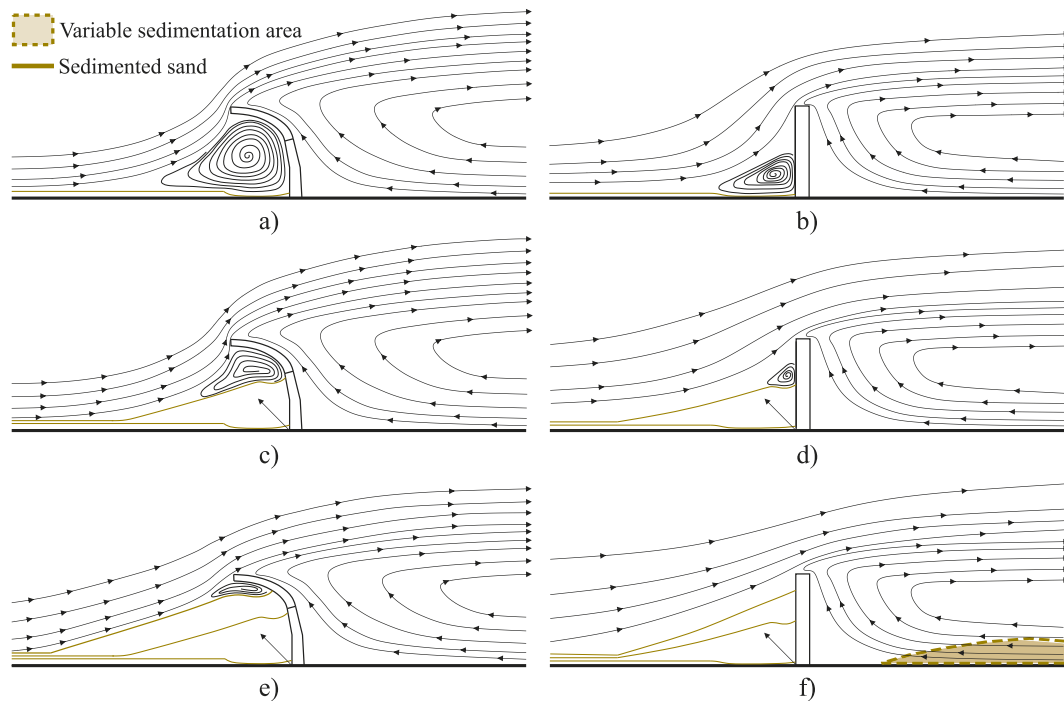 Variable sedimentation area
Sedimented sand
a)
b)
c)
d)
e)
f)